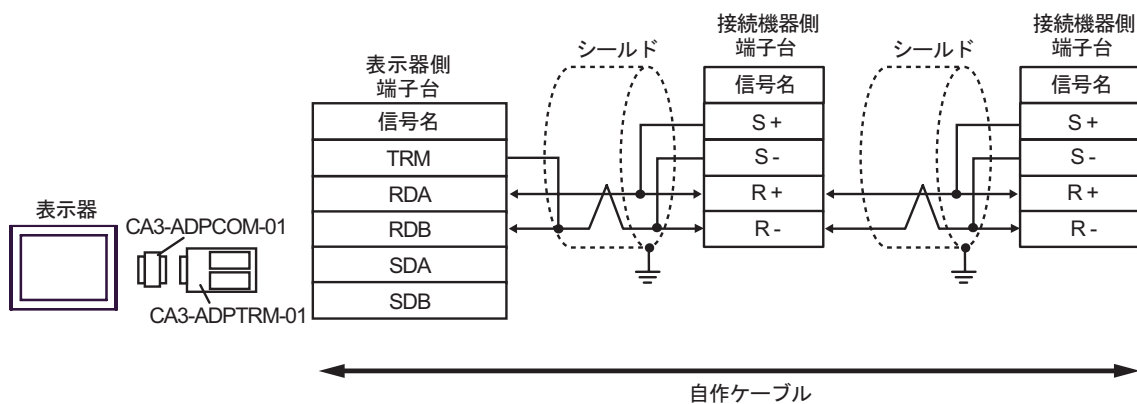 表示器
CA3-ADPCOM-01
CA3-ADPTRM-01
表示器側
端子台
信号名
TRM
RDA
RDB
SDA
SDB
シールド
接続機器側
端子台
信号名
S+
S-
R+
R-
シールド
接続機器側
端子台
信号名
S+
S-
R+
R-
自作ケーブル